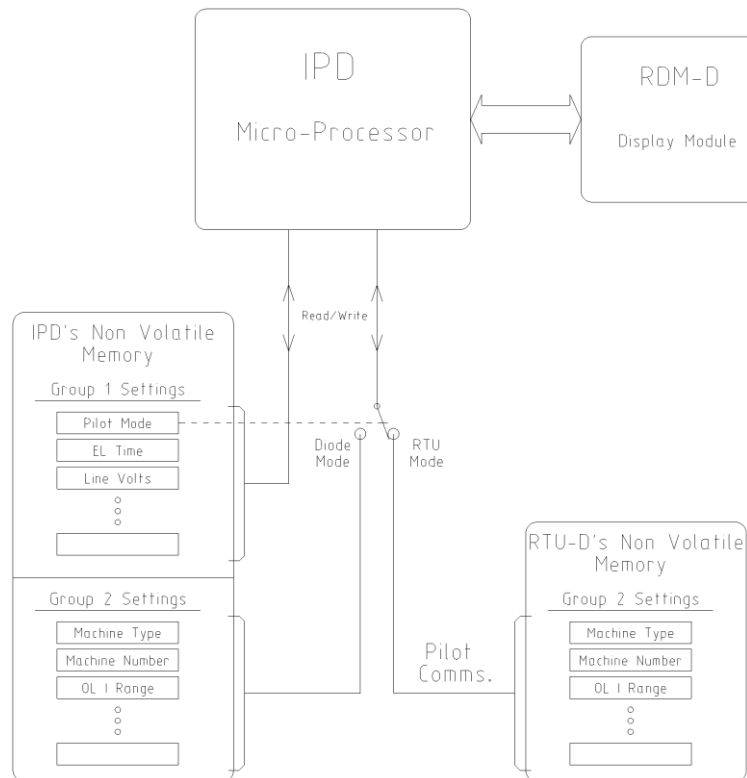 IPD
Micro-Processor
RDM-D
Display Module
Read/Write
IPD's Non Volatile
Memory
Group 1 Settings
Pilot Mode
EL Time
Line Volts
Diode
Mode
RTU
Mode
Group 2 Settings
Machine Type
Machine Number
OL I Range
Pilot
Comms.
RTU-D's Non Volatile
Memory
Group 2 Settings
Machine Type
Machine Number
OL I Range